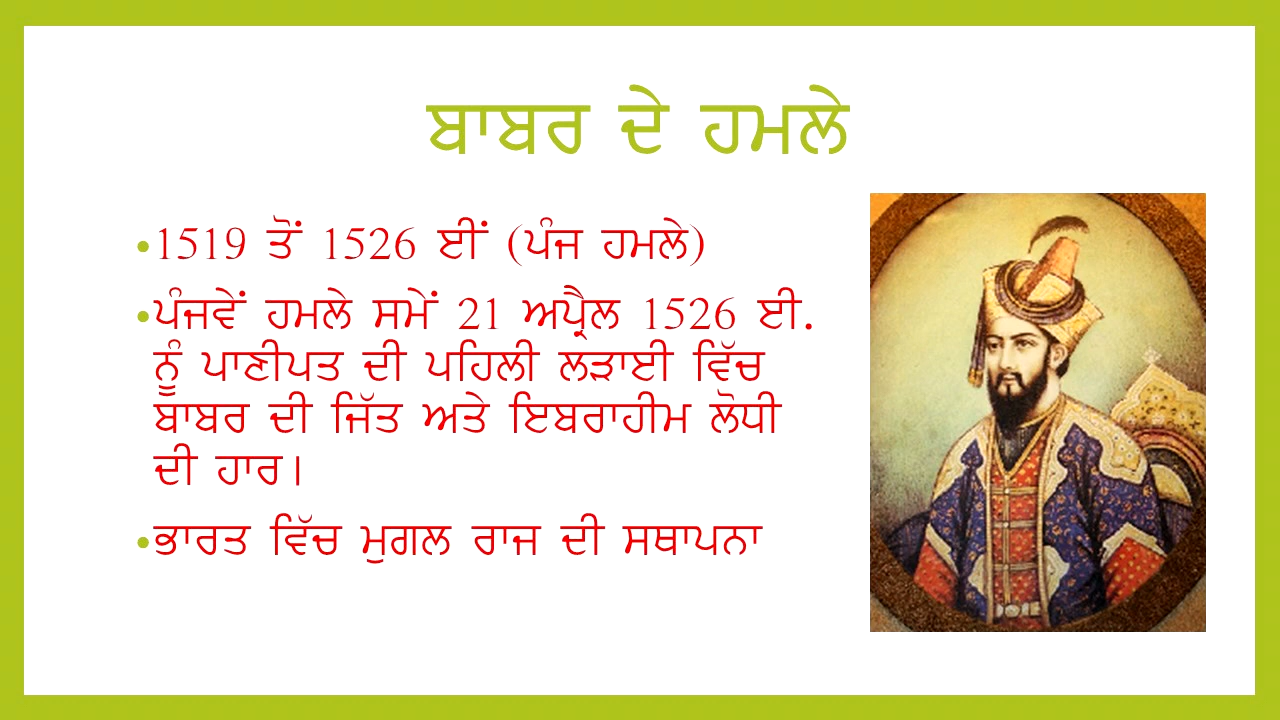 ਬਾਬਰ ਦੇ ਹਮਲੇ
•1519 ਤੋਂ 1526 ਈਂ (ਪੰਜ ਹਮਲੇ)
•ਪੰਜਵੇਂ ਹਮਲੇ ਸਮੇਂ 21 ਅਪ੍ਰੈਲ 1526 ਈ.
ਨੂੰ ਪਾਣੀਪਤ ਦੀ ਪਹਿਲੀ ਲੜਾਈ ਵਿੱਚ
ਬਾਬਰ ਦੀ ਜਿੱਤ ਅਤੇ ਇਬਰਾਹੀਮ ਲੋਧੀ
ਦੀ ਹਾਰ।
•ਭਾਰਤ ਵਿੱਚ ਮੁਗਲ ਰਾਜ ਦੀ ਸਥਾਪਨਾ